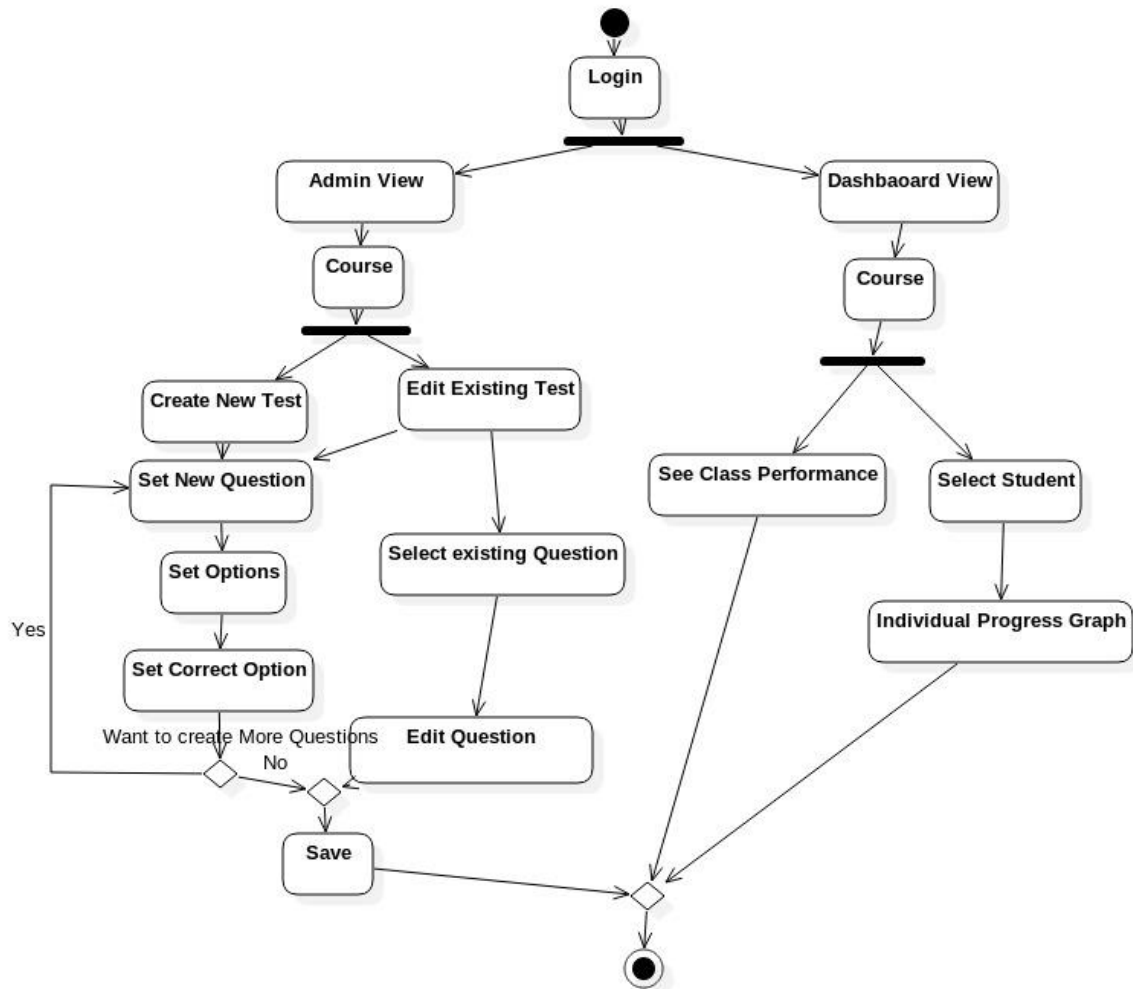 Login
Admin View
Dashbaoard View
Course
Course
Create New Test
Edit Existing Test
Set New Question
See Class Performance
Select Student
Set Options
Select existing Question
Yes
Individual Progress Graph
Set Correct Option
Want to create More Questions
Edit Question
No
Save